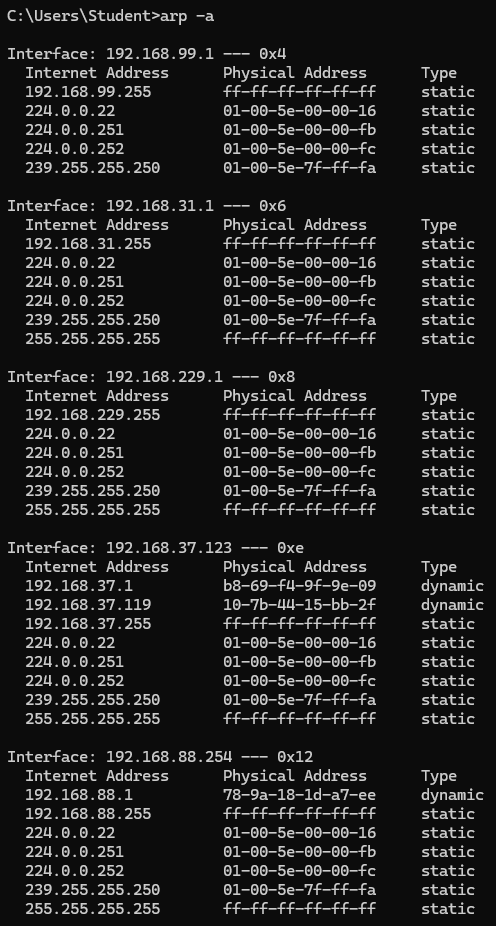 C:\Users\Student>arp -a
Interface: 192.168.99.1 --- 0x4
Internet Address Physical Address Type
192.168.99.255 ff-ff-ff-ff-ff-ff static
224.0.0.22 01-00-5e-00-00-16 static
224.0.0.251 01-00-5e-00-00-fb static
224.0.0.252 01-00-5e-00-00-fc static
239.255.255.250 01-00-5e-7f-ff-fa static
Interface: 192.168.31.1 --- 0x6
Internet Address Physical Address Type
192.168.31.255 ff-ff-ff-ff-ff-ff static
224.0.0.22 01-00-5e-00-00-16 static
224.0.0.251 01-00-5e-00-00-fb static
224.0.0.252 01-00-5e-00-00-fc static
239.255.255.250 01-00-5e-7f-ff-fa static
255.255.255.255 ff-ff-ff-ff-ff-ff static
Interface: 192.168.229.1 --- 0x8
Internet Address Physical Address Type
192.168.229.255 ff-ff-ff-ff-ff-ff static
224.0.0.22 01-00-5e-00-00-16 static
224.0.0.251 01-00-5e-00-00-fb static
224.0.0.252 01-00-5e-00-00-fc static
239.255.255.250 01-00-5e-7f-ff-fa static
255.255.255.255 ff-ff-ff-ff-ff-ff static
Interface: 192.168.37.123 --- 0xe
Internet Address Physical Address Type
192.168.37.1 b8-69-f4-9f-9e-09 dynamic
192.168.37.119 10-7b-44-15-bb-2f dynamic
192.168.37.255 ff-ff-ff-ff-ff-ff static
224.0.0.22 01-00-5e-00-00-16 static
224.0.0.251 01-00-5e-00-00-fb static
224.0.0.252 01-00-5e-00-00-fc static
239.255.255.250 01-00-5e-7f-ff-fa static
255.255.255.255 ff-ff-ff-ff-ff-ff static
Interface: 192.168.88.254 --- 0x12
Internet Address Physical Address Type
192.168.88.1 78-9a-18-1d-a7-ee dynamic
192.168.88.255 ff-ff-ff-ff-ff-ff static
224.0.0.22 01-00-5e-00-00-16 static
224.0.0.251 01-00-5e-00-00-fb static
224.0.0.252 01-00-5e-00-00-fc static
239.255.255.250 01-00-5e-7f-ff-fa static
255.255.255.255 ff-ff-ff-ff-ff-ff static